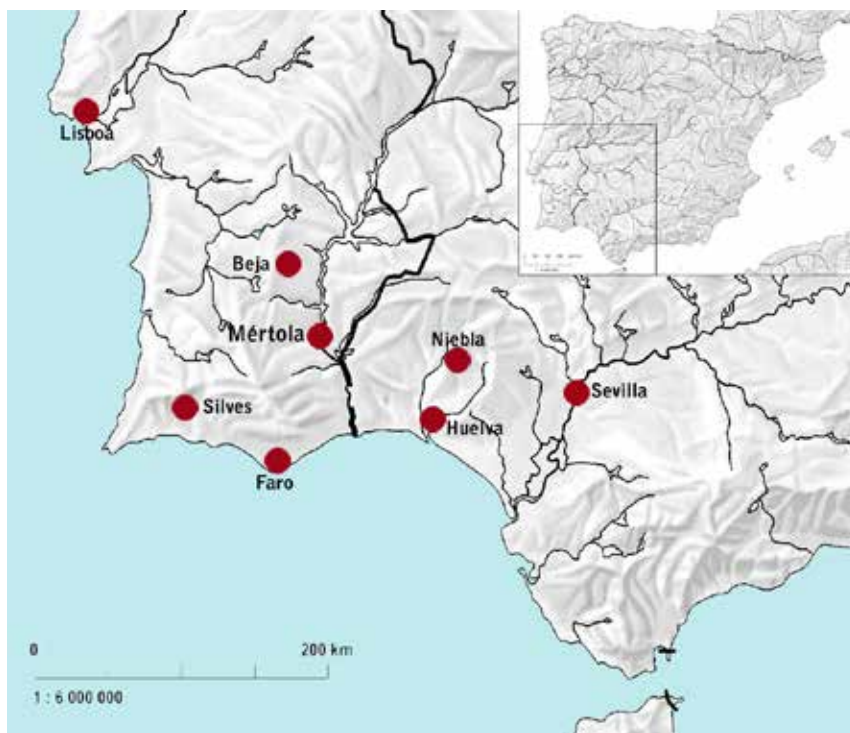 Lisboa
Beja
Mértola
Niebla
Sevilla
Silves
Huelva
Faro
0 200 km
1 : 6 000 000